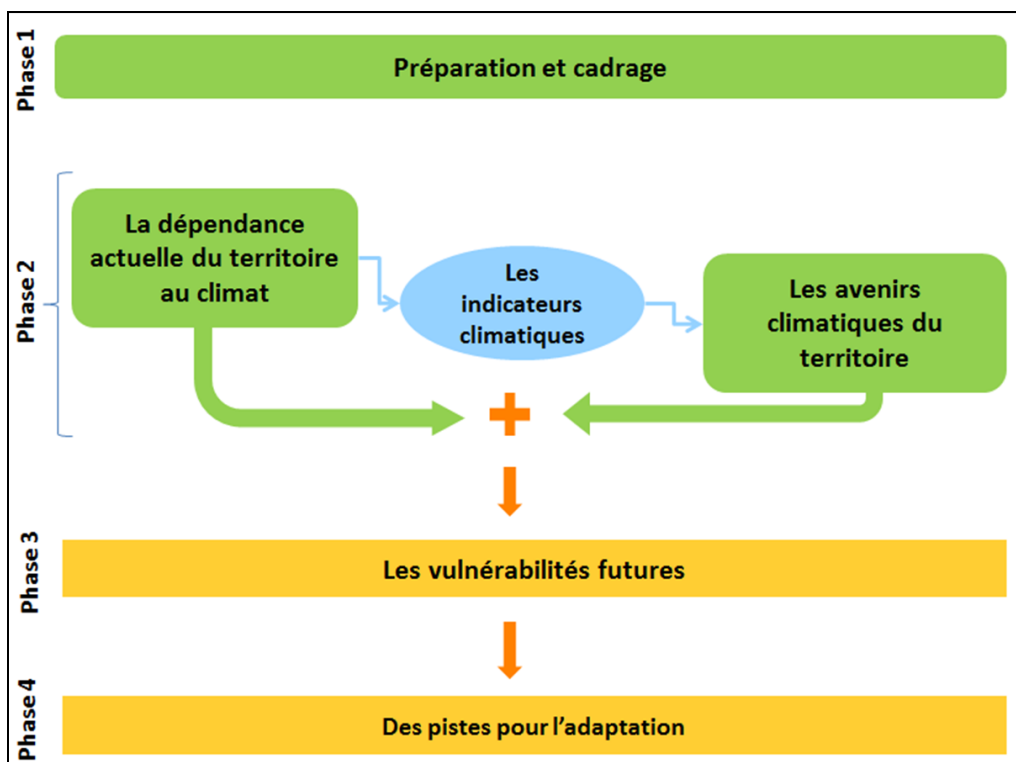 Phase 1
Préparation et cadrage
Phase 2
La dépendance
actuelle du territoire
au climat
Les
indicateurs
climatiques
Les avenirs
climatiques du
territoire
Phase 3
Les vulnérabilités futures
Phase 4
Des pistes pour l'adaptation